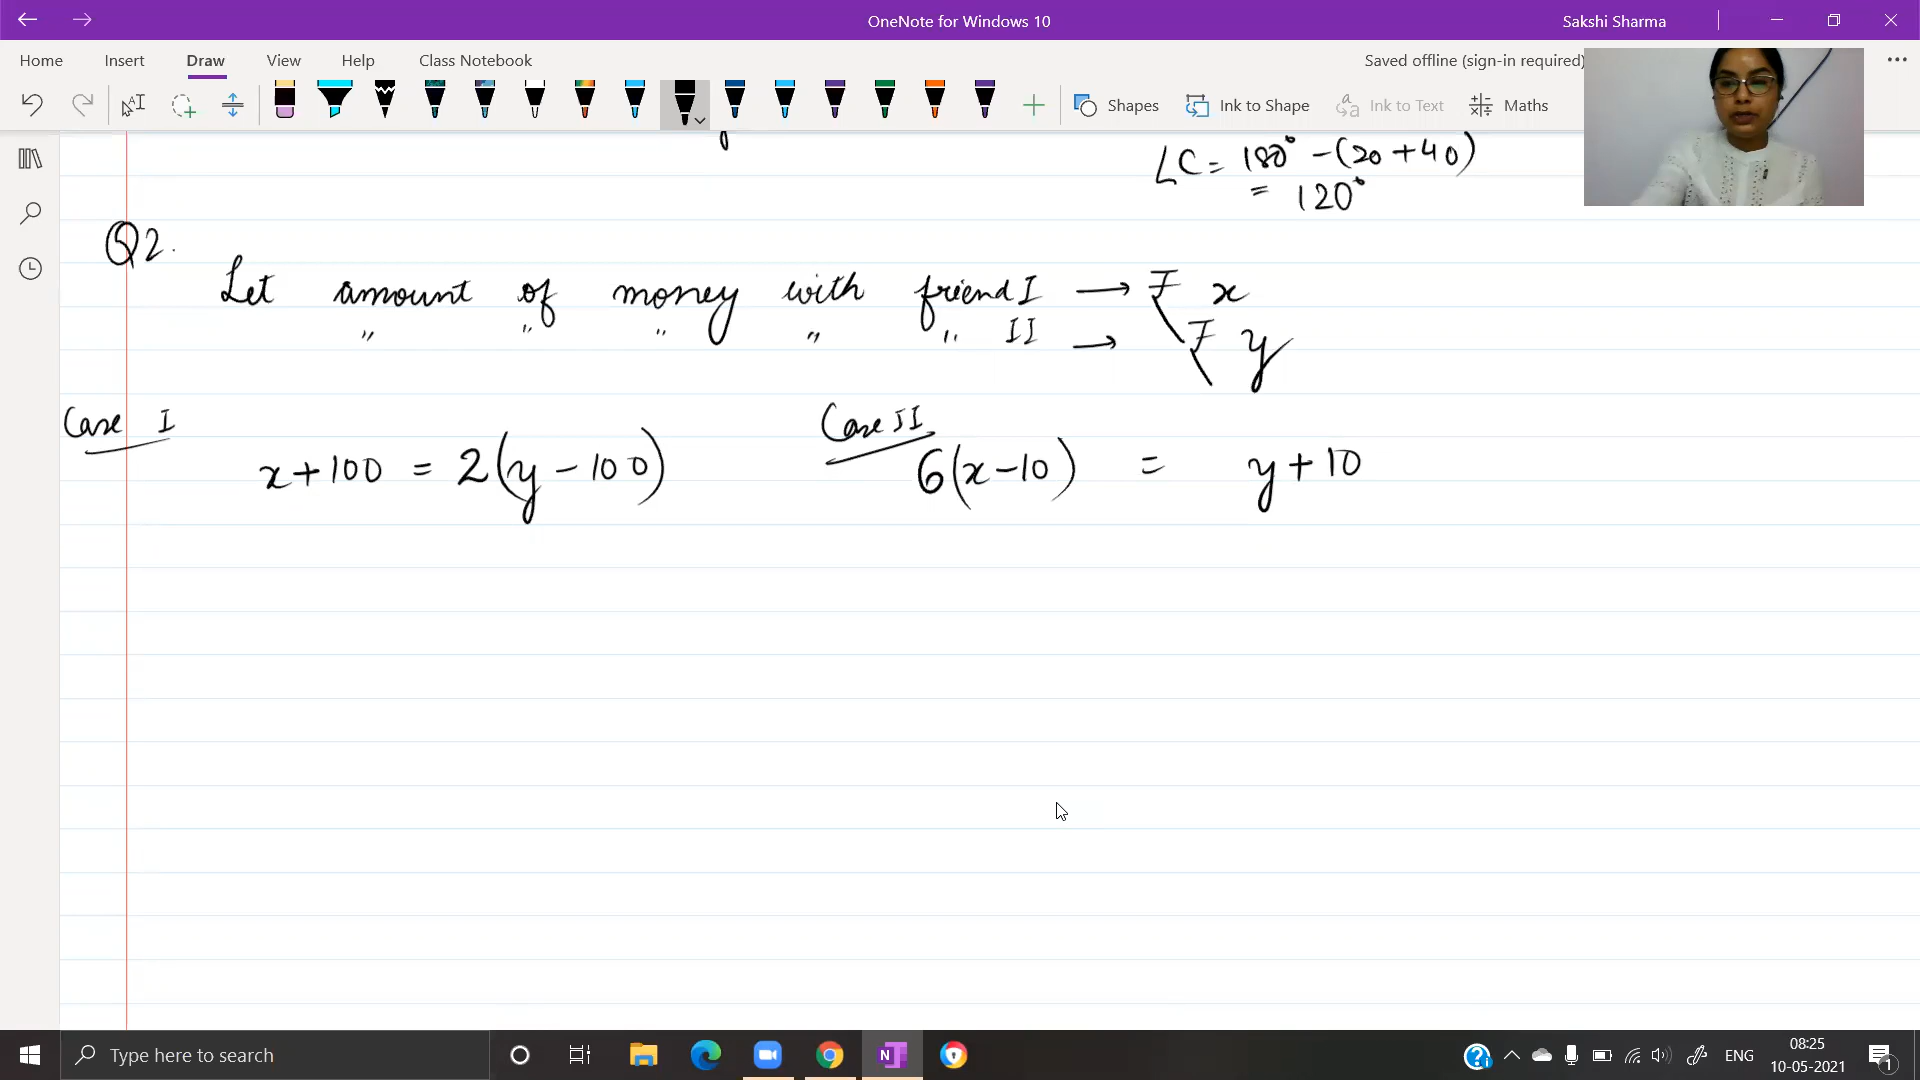 OneNote for Windows 10
Sakshi Sharma
Home Insert Draw View Help Class Notebook
Saved offline (sign-in required)
Shapes Ink to Shape Ink to Text Maths
∠C = 180° - (20 + 40)
= 120°
Q2.
Let amount of money with friend I → ₹ x
" " " " " II → ₹ y
Case I
Case II
x + 100 = 2(y - 100)
6(x - 10) = y + 10
Type here to search
ENG
08:25
10-05-2021
1